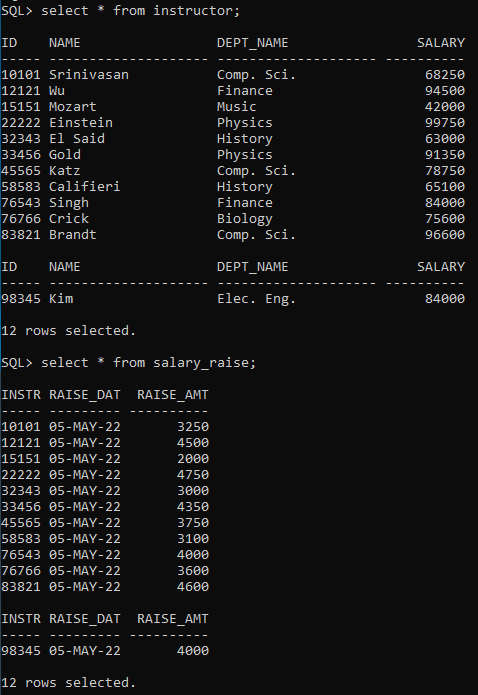 SQL> select * from instructor;
ID    NAME                 DEPT_NAME                SALARY
----- -------------------- -------------------- ----------
10101 Srinivasan           Comp. Sci.                68250
12121 Wu                   Finance                   94500
15151 Mozart               Music                     42000
22222 Einstein             Physics                   99750
32343 El Said              History                   63000
33456 Gold                 Physics                   91350
45565 Katz                 Comp. Sci.                78750
58583 Califieri            History                   65100
76543 Singh                Finance                   84000
76766 Crick                Biology                   75600
83821 Brandt               Comp. Sci.                96600
ID    NAME                 DEPT_NAME                SALARY
----- -------------------- -------------------- ----------
98345 Kim                  Elec. Eng.                84000
12 rows selected.
SQL> select * from salary_raise;
INSTR RAISE_DAT  RAISE_AMT
----- --------- ----------
10101 05-MAY-22       3250
12121 05-MAY-22       4500
15151 05-MAY-22       2000
22222 05-MAY-22       4750
32343 05-MAY-22       3000
33456 05-MAY-22       4350
45565 05-MAY-22       3750
58583 05-MAY-22       3100
76543 05-MAY-22       4000
76766 05-MAY-22       3600
83821 05-MAY-22       4600
INSTR RAISE_DAT  RAISE_AMT
----- --------- ----------
98345 05-MAY-22       4000
12 rows selected.